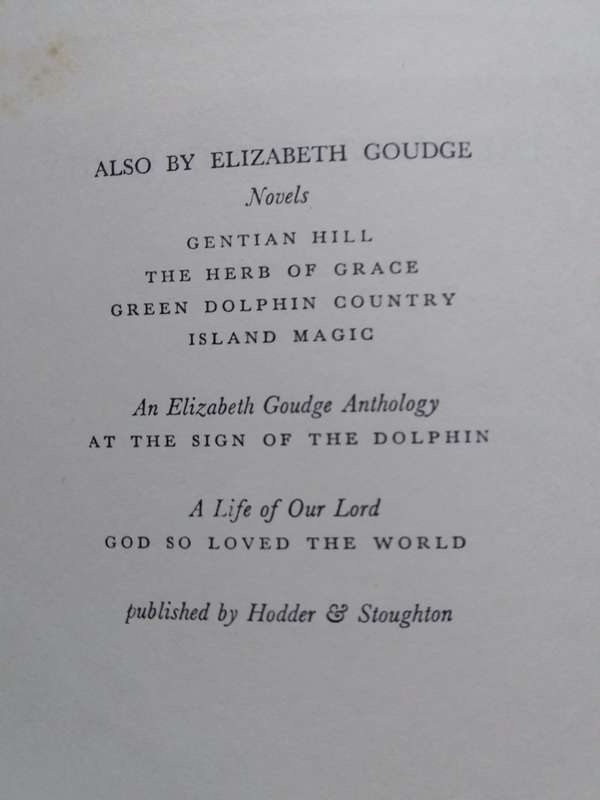 ALSO BY ELIZABETH GOUDGE
Novels
GENTIAN HILL
THE HERB OF GRACE
GREEN DOLPHIN COUNTRY
ISLAND MAGIC
An Elizabeth Goudge Anthology
AT THE SIGN OF THE DOLPHIN
A Life of Our Lord
GOD SO LOVED THE WORLD
published by Hodder & Stoughton